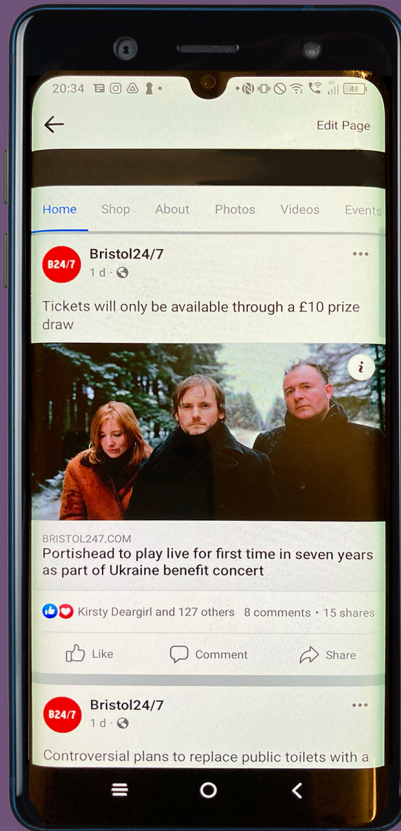 20:34
48
Edit Page
Home Shop About Photos Videos Events
B24/7
Bristol24/7
1 d
Tickets will only be available through a £10 prize
draw
i
BRISTOL247.COM
Portishead to play live for first time in seven years
as part of Ukraine benefit concert
Kirsty Deargirl and 127 others 8 comments • 15 shares
Like Comment Share
B24/7
Bristol24/7
1 d
Controversial plans to replace public toilets with a